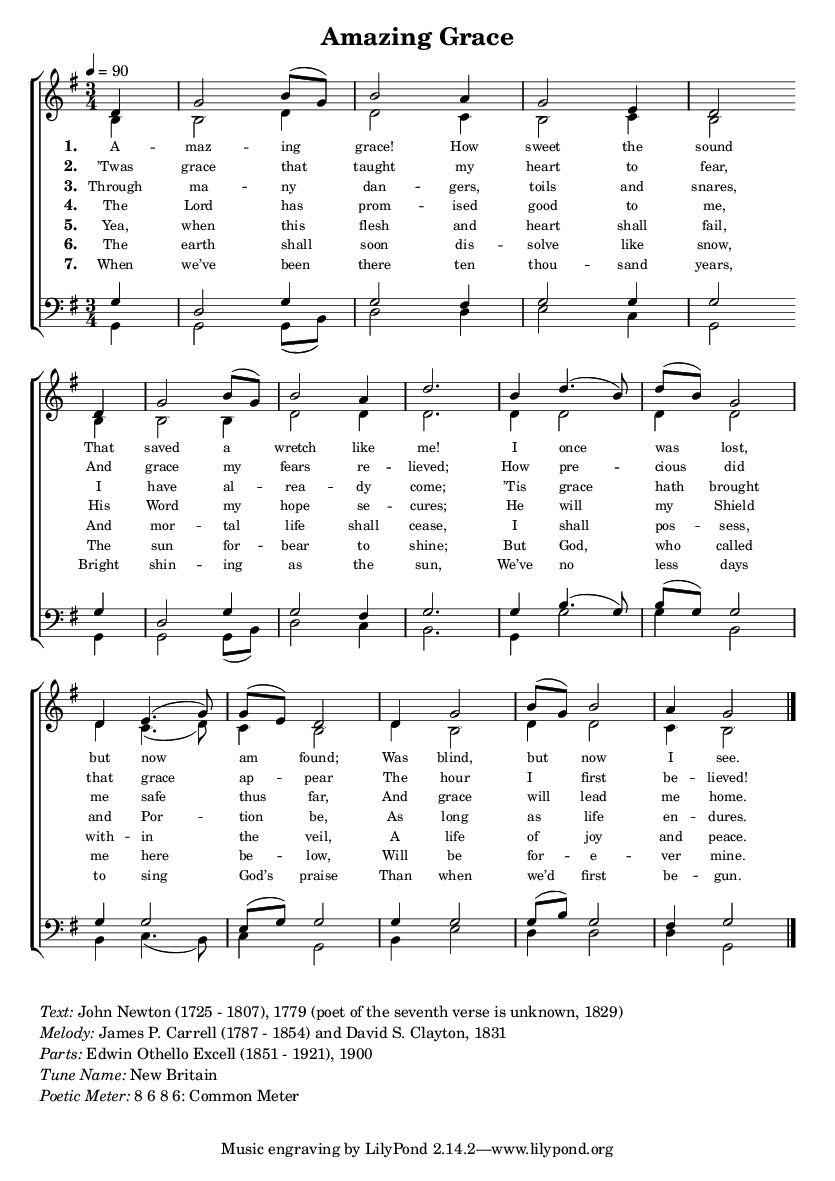 Amazing Grace
♩ = 90
1. A -- maz -- ing grace! How sweet the sound
2. ’Twas grace that taught my heart to fear,
3. Through ma -- ny dan -- gers, toils and snares,
4. The Lord has prom -- ised good to me,
5. Yea, when this flesh and heart shall fail,
6. The earth shall soon dis -- solve like snow,
7. When we’ve been there ten thou -- sand years,
That saved a wretch like me! I once was lost,
And grace my fears re -- lieved; How pre -- cious did
I have al -- rea -- dy come; ’Tis grace hath brought
His Word my hope se -- cures; He will my Shield
And mor -- tal life shall cease, I shall pos -- sess,
The sun for -- bear to shine; But God, who called
Bright shin -- ing as the sun, We’ve no less days
but now am found; Was blind, but now I see.
that grace ap -- pear The hour I first be -- lieved!
me safe thus far, And grace will lead me home.
and Por -- tion be, As long as life en -- dures.
with -- in the veil, A life of joy and peace.
me here be -- low, Will be for -- e -- ver mine.
to sing God’s praise Than when we’d first be -- gun.
Text: John Newton (1725 - 1807), 1779 (poet of the seventh verse is unknown, 1829)
Melody: James P. Carrell (1787 - 1854) and David S. Clayton, 1831
Parts: Edwin Othello Excell (1851 - 1921), 1900
Tune Name: New Britain
Poetic Meter: 8 6 8 6: Common Meter
Music engraving by LilyPond 2.14.2—www.lilypond.org